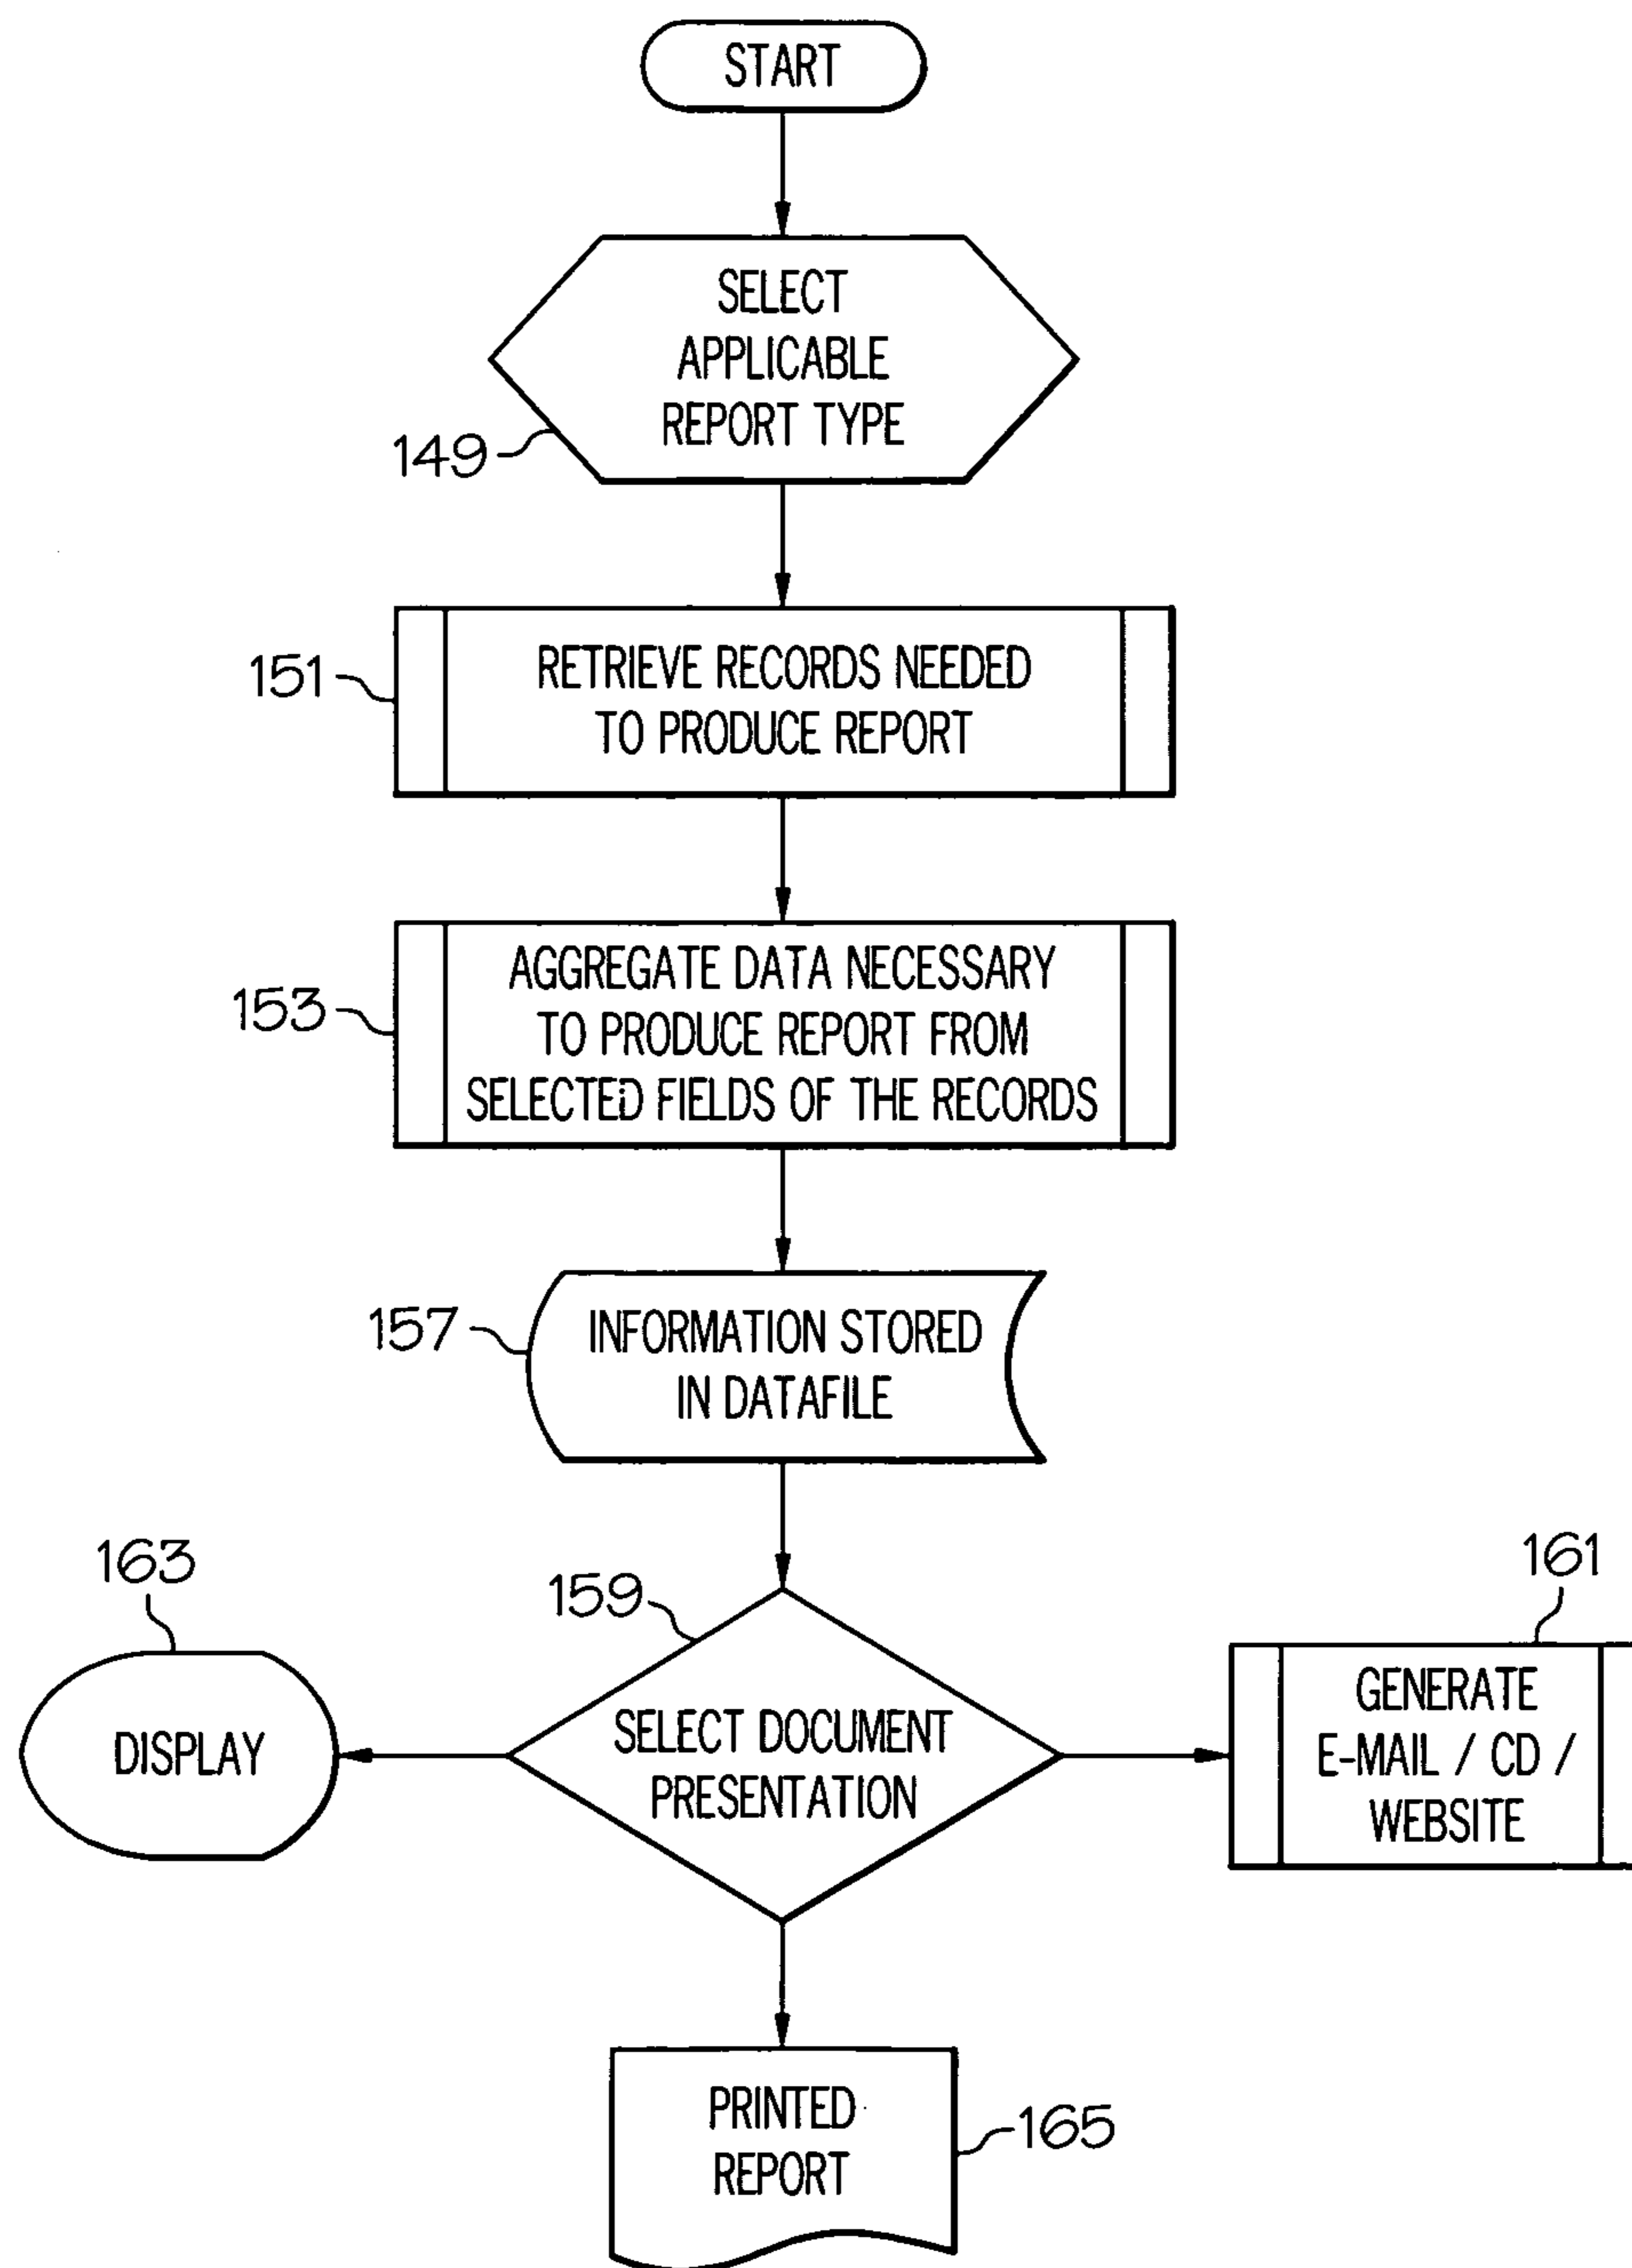 START
SELECT
APPLICABLE
REPORT TYPE
149
151
RETRIEVE RECORDS NEEDED
TO PRODUCE REPORT
153
AGGREGATE DATA NECESSARY
TO PRODUCE REPORT FROM
SELECTED FIELDS OF THE RECORDS
157
INFORMATION STORED
IN DATAFILE
163
159
161
DISPLAY
SELECT DOCUMENT
PRESENTATION
GENERATE
E-MAIL / CD /
WEBSITE
PRINTED
REPORT
165